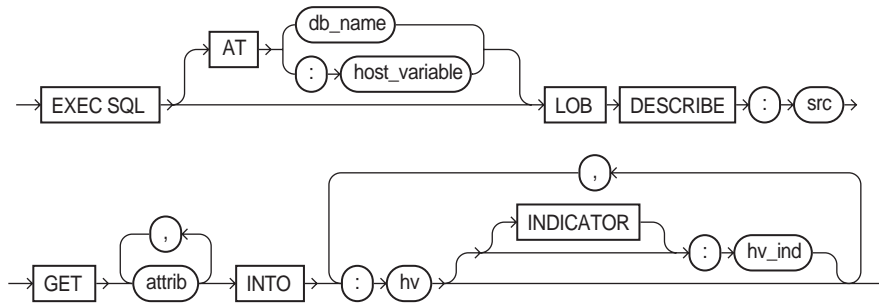 db_name
AT
: host_variable
EXEC SQL LOB DESCRIBE : src
,
INDICATOR
, : hv_ind
GET attrib INTO : hv